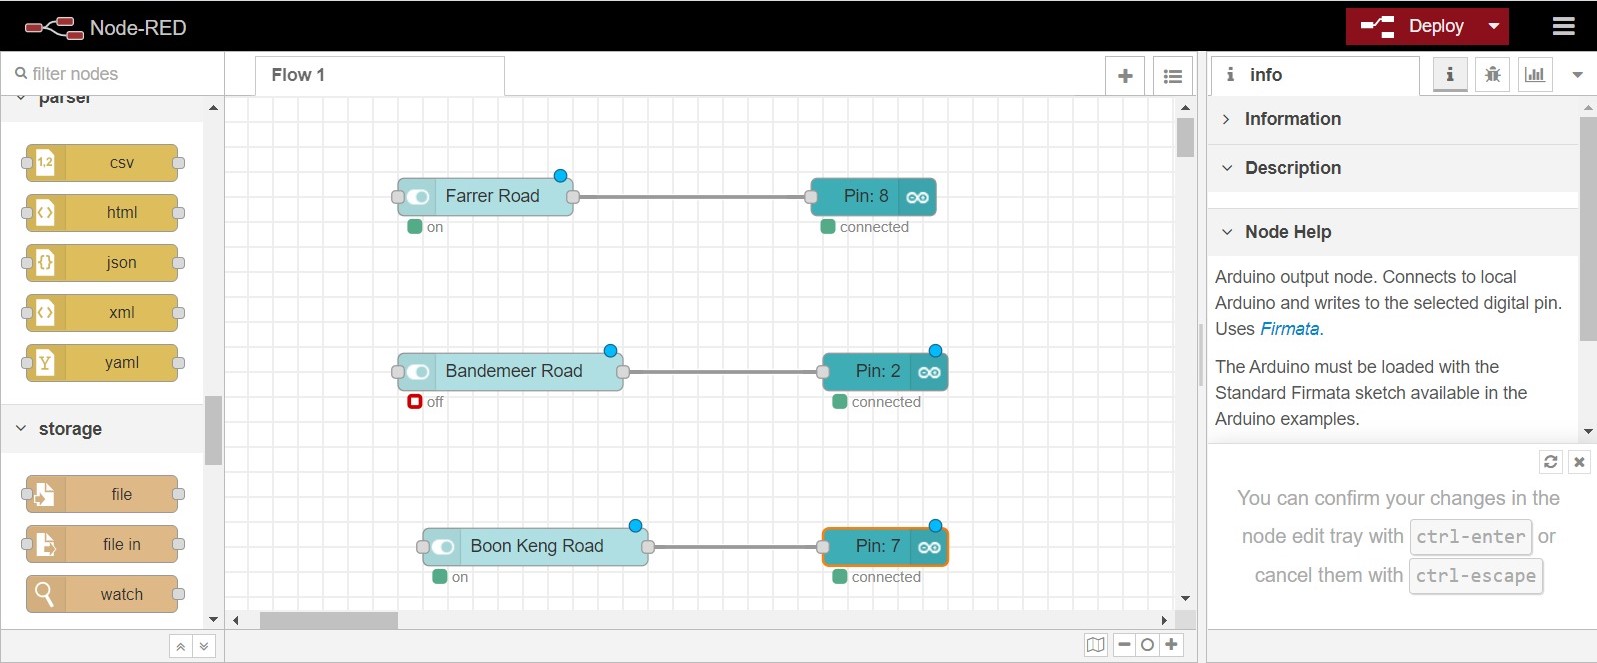 Node-RED
Deploy
filter nodes
Flow 1
info
parser
csv
html
json
xml
yaml
storage
file
file in
watch
1,2
Y
Farrer Road
on
Pin: 8
connected
Bandemeer Road
off
Pin: 2
connected
Boon Keng Road
on
Pin: 7
connected
Information
Description
Node Help
Arduino output node. Connects to local
Arduino and writes to the selected digital pin.
Uses Firmata.
The Arduino must be loaded with the
Standard Firmata sketch available in the
Arduino examples.
You can confirm your changes in the
node edit tray with ctrl-enter or
cancel them with ctrl-escape